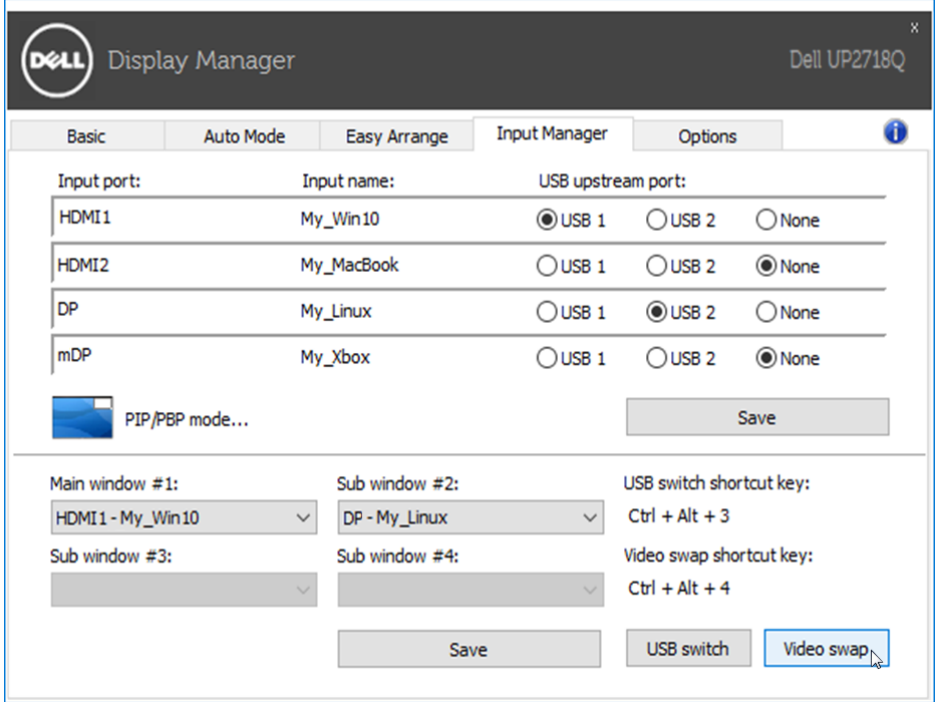 x
DELL Display Manager Dell UP2718Q
Basic Auto Mode Easy Arrange Input Manager Options i
Input port: Input name: USB upstream port:
HDMI1 My_Win10 USB 1 USB 2 None
HDMI2 My_MacBook USB 1 USB 2 None
DP My_Linux USB 1 USB 2 None
mDP My_Xbox USB 1 USB 2 None
PIP/PBP mode... Save
Main window #1: Sub window #2: USB switch shortcut key:
HDMI1 - My_Win10 DP - My_Linux Ctrl + Alt + 3
Sub window #3: Sub window #4: Video swap shortcut key:
Ctrl + Alt + 4
Save USB switch Video swap